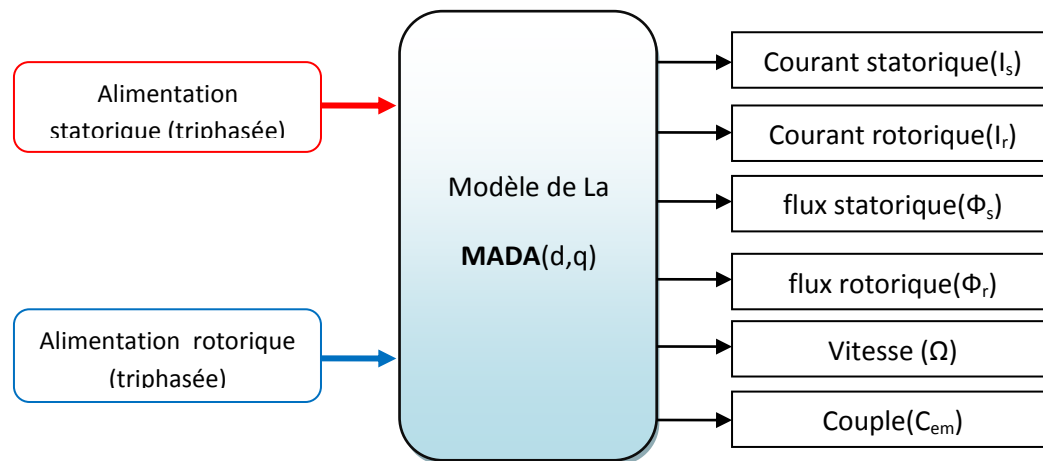 Alimentation
statorique (triphasée)
Alimentation rotorique
(triphasée)
Modèle de La
MADA(d,q)
Courant statorique(Is)
Courant rotorique(Ir)
flux statorique(Φs)
flux rotorique(Φr)
Vitesse (Ω)
Couple(Cem)